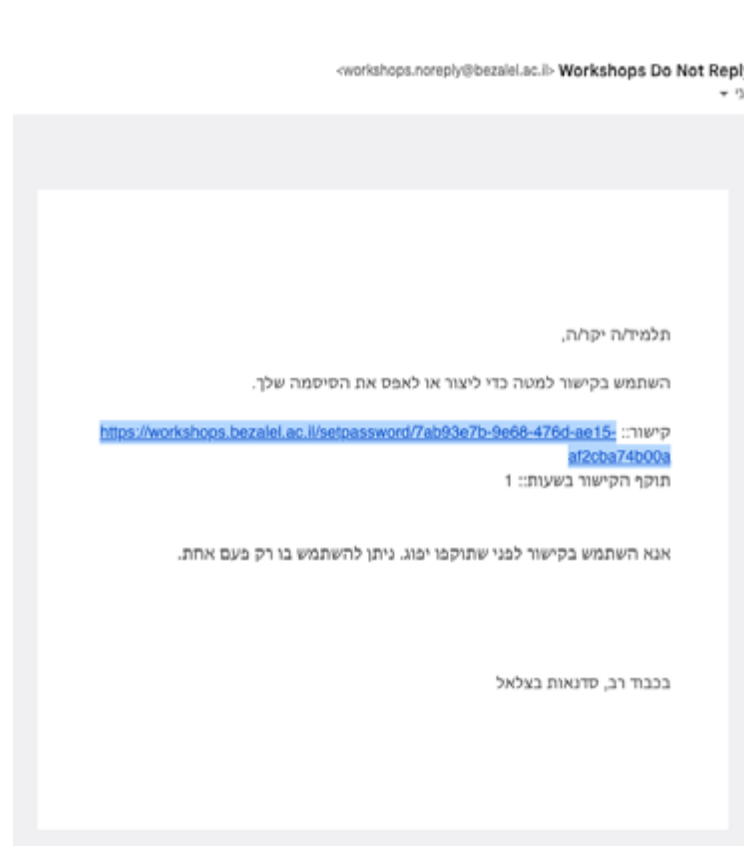 <workshops.noreply@bezalel.ac.il> Workshops Do Not Reply
תלמיד/ה יקר/ה,
השתמש בקישור למטה כדי ליצור או לאפס את הסיסמה שלך.
קישור:: https://workshops.bezalel.ac.il/setpassword/7ab93e7b-9e68-476d-ae15-
af2cba74b00a
תוקף הקישור בשעות:: 1
אנא השתמש בקישור לפני שתוקפו יפוג. ניתן להשתמש בו רק פעם אחת.
בכבוד רב, סדנאות בצלאל